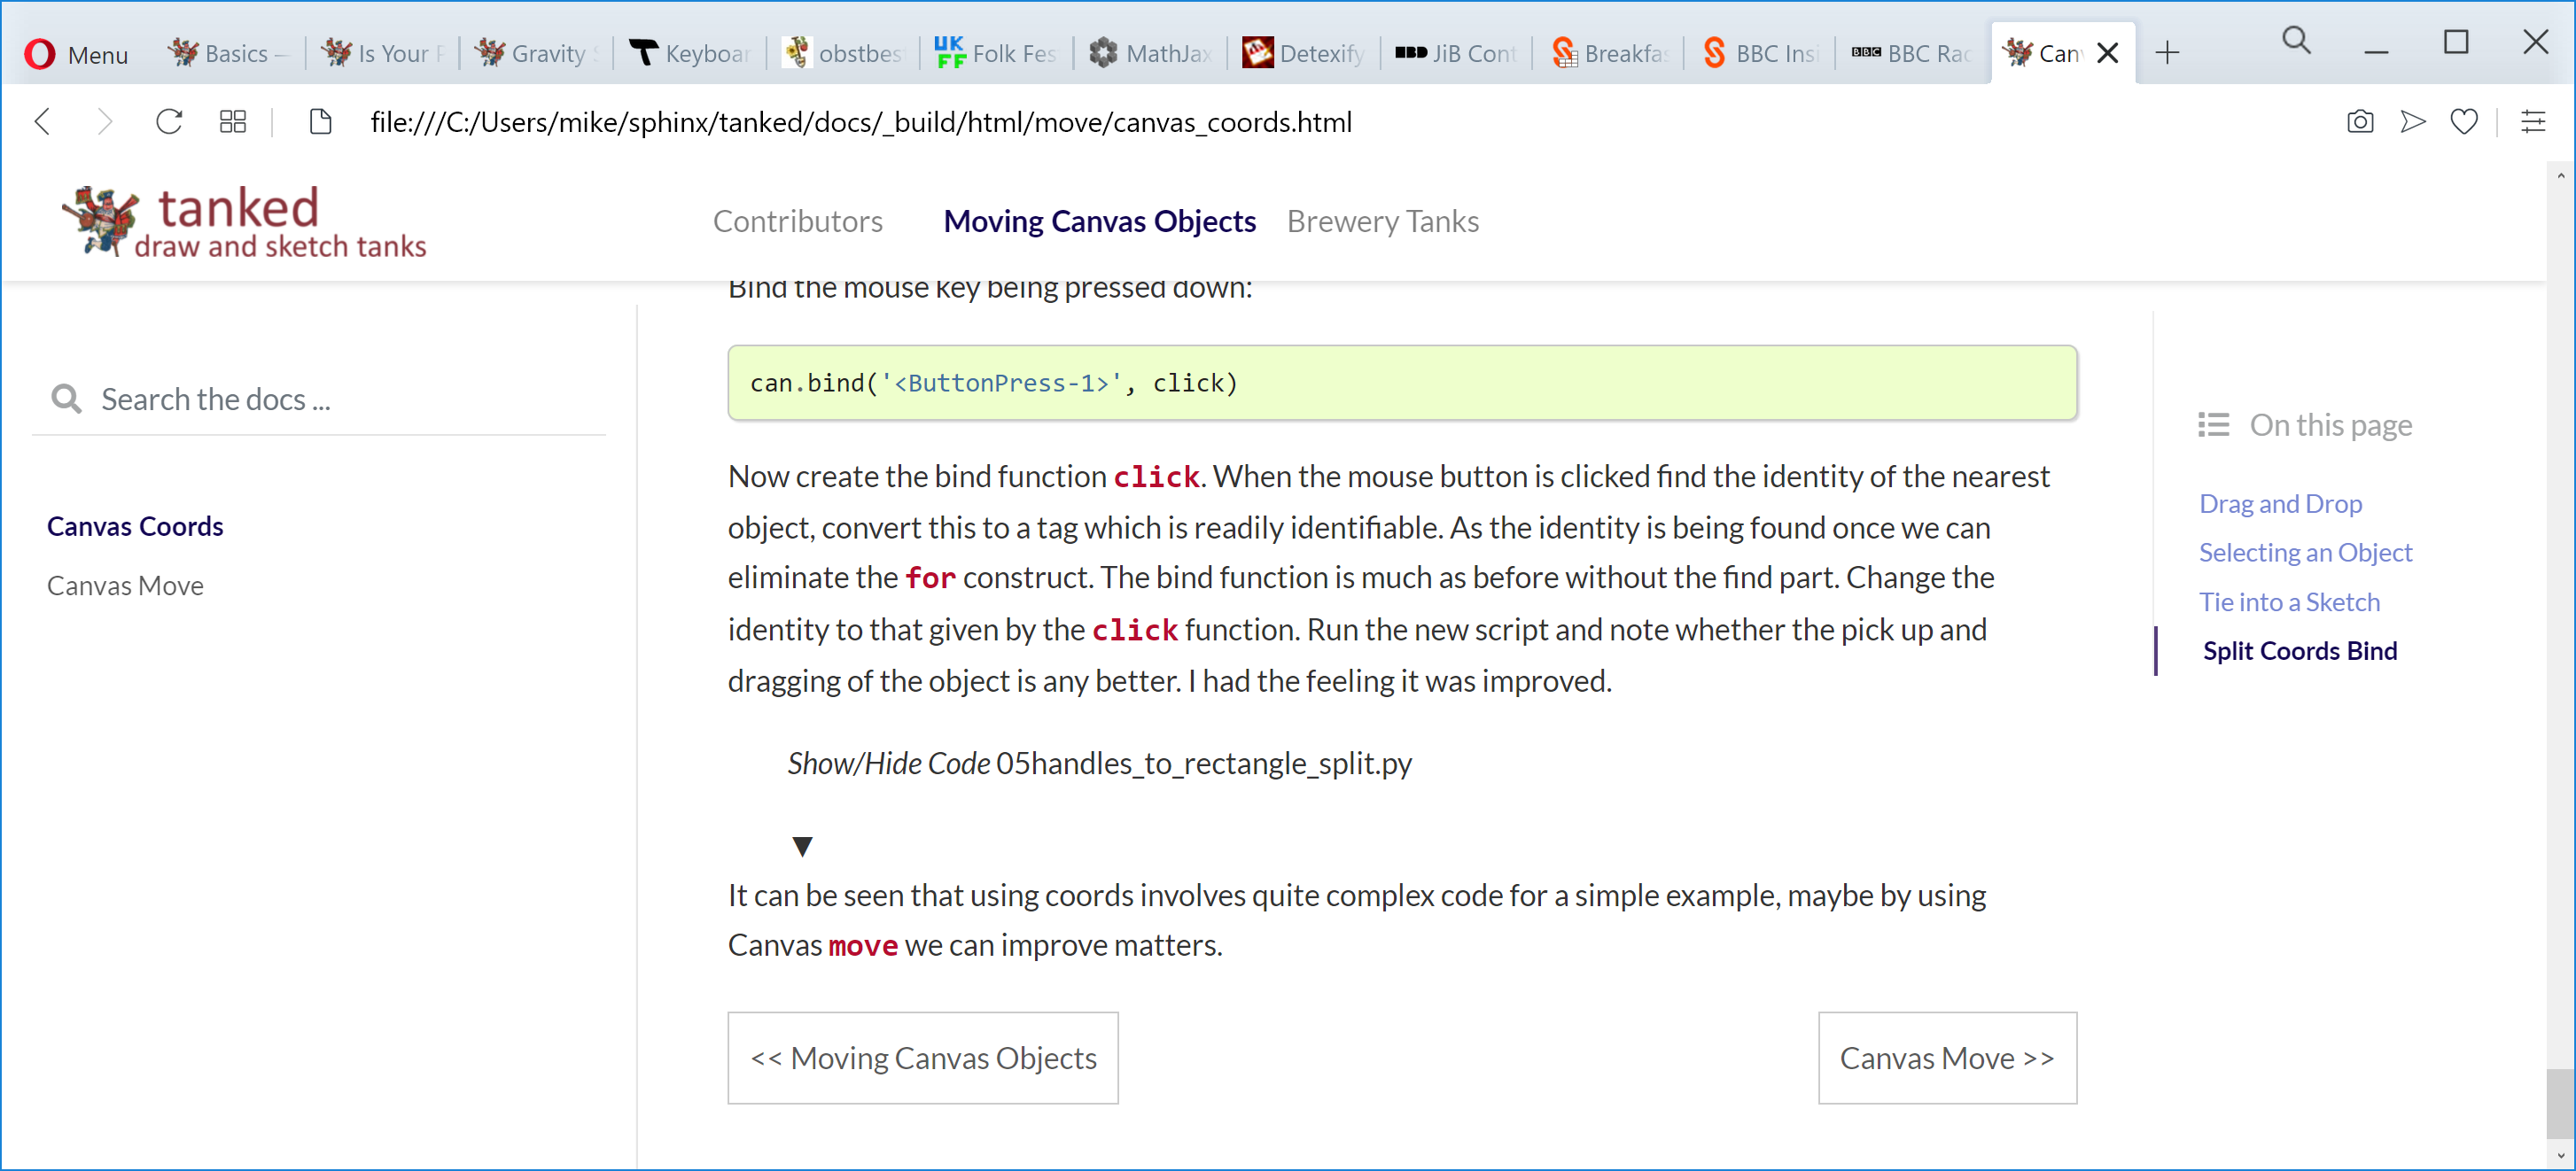 Menu
Basics —
Is Your
Gravity
Keyboar
obstbes
UK FF Folk Fes
MathJax
Detexify
JiB Cont
Breakfas
BBC Insi
BBC BBC Rad
Can
file:///C:/Users/mike/sphinx/tanked/docs/_build/html/move/canvas_coords.html
tanked
draw and sketch tanks
Contributors
Moving Canvas Objects
Brewery Tanks
Search the docs ...
Canvas Coords
Canvas Move
Bind the mouse key being pressed down:
can.bind('<ButtonPress-1>', click)
Now create the bind function click. When the mouse button is clicked find the identity of the nearest
object, convert this to a tag which is readily identifiable. As the identity is being found once we can
eliminate the for construct. The bind function is much as before without the find part. Change the
identity to that given by the click function. Run the new script and note whether the pick up and
dragging of the object is any better. I had the feeling it was improved.
Show/Hide Code 05handles_to_rectangle_split.py
It can be seen that using coords involves quite complex code for a simple example, maybe by using
Canvas move we can improve matters.
<< Moving Canvas Objects
Canvas Move >>
On this page
Drag and Drop
Selecting an Object
Tie into a Sketch
Split Coords Bind